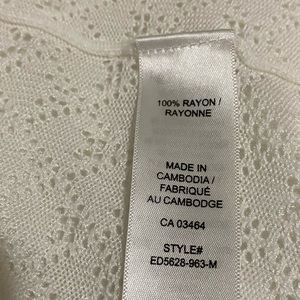 100% RAYON /
RAYONNE
MADE IN
CAMBODIA /
FABRIQUÉ
AU CAMBODGE
CA 03464
STYLE#
ED5628-963-M